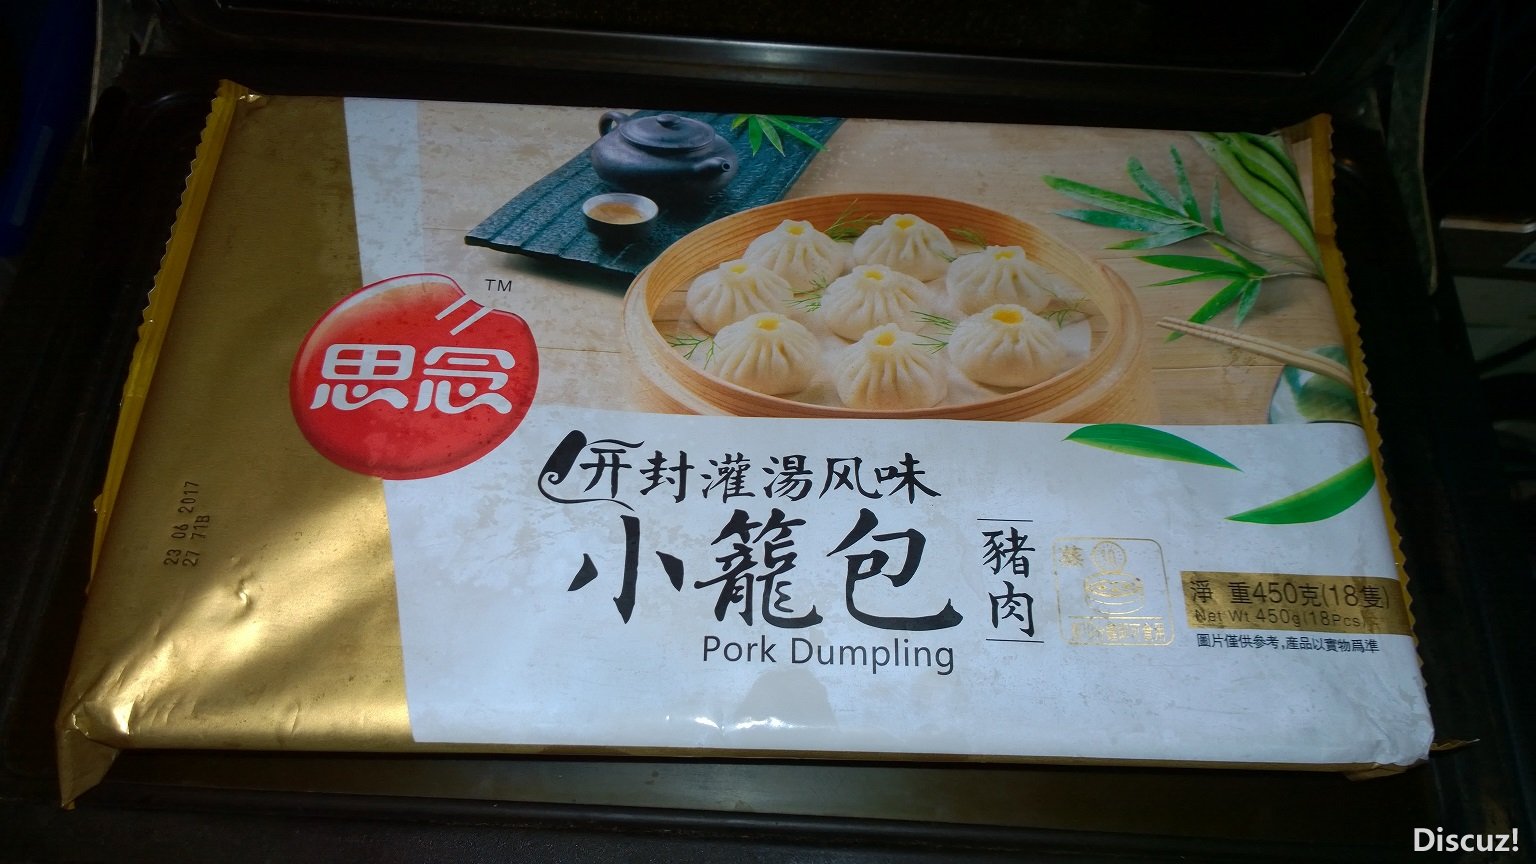 TM
思念
开封灌湯风味
小籠包
豬肉
Pork Dumpling
蒸
淨 重450克(18隻)
Net Wt 450g(18Pcs)
圖片僅供參考,產品以實物爲準
23 06 2017
27 71B
Discuz!